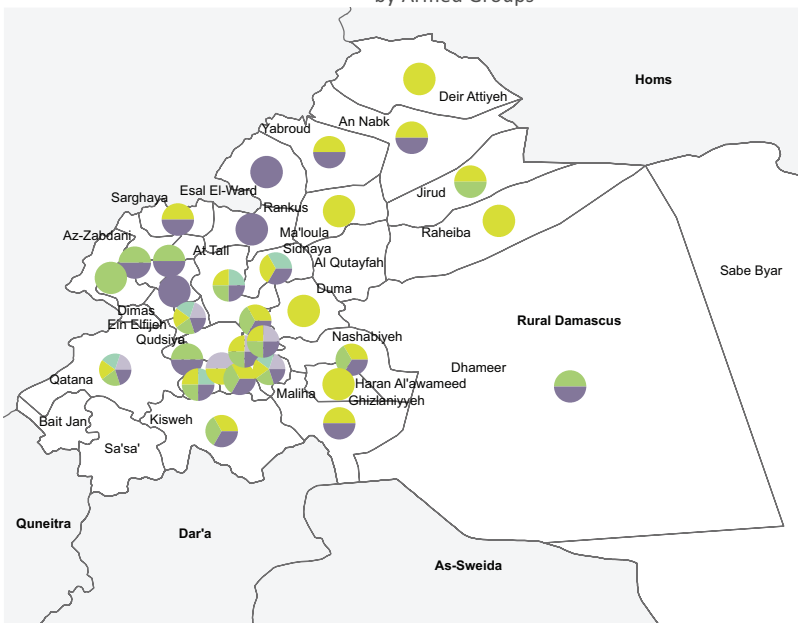 by Armed Groups
Homs
Deir Attiyeh
An Nabk
Yabroud
Jirud
Esal El-Ward
Sarghaya
Rankus
Raheiba
Ma'loula
Az-Zabdani
At Tall
Sidnaya
Al Qutayfah
Sabe Byar
Duma
Dimas
Rural Damascus
Ein Elfijeh
Qudsiya
Nashabiyeh
Dhameer
Qatana
Haran Al'awameed
Maliha
Ghizlaniyyeh
Bait Jan
Kisweh
Sa'sa'
Quneitra
Dar'a
As-Sweida